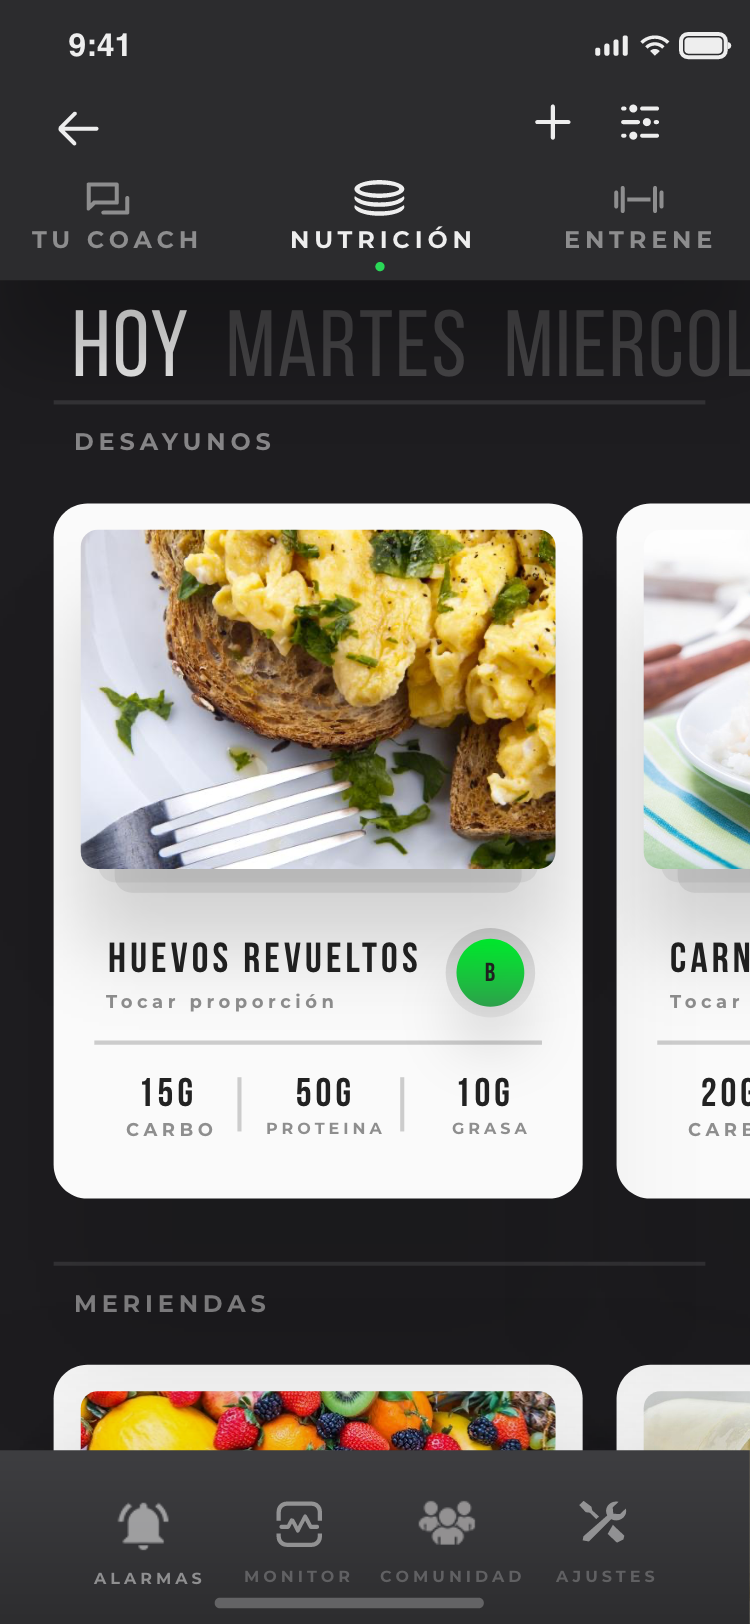 9:41
TU COACH
NUTRICIÓN
ENTRENE
HOY MARTES MIERCOL
DESAYUNOS
HUEVOS REVUELTOS
B
Tocar proporción
15G
CARBO
50G
PROTEINA
10G
GRASA
CARN
Tocar
20G
CARB
MERIENDAS
ALARMAS
MONITOR
COMUNIDAD
AJUSTES